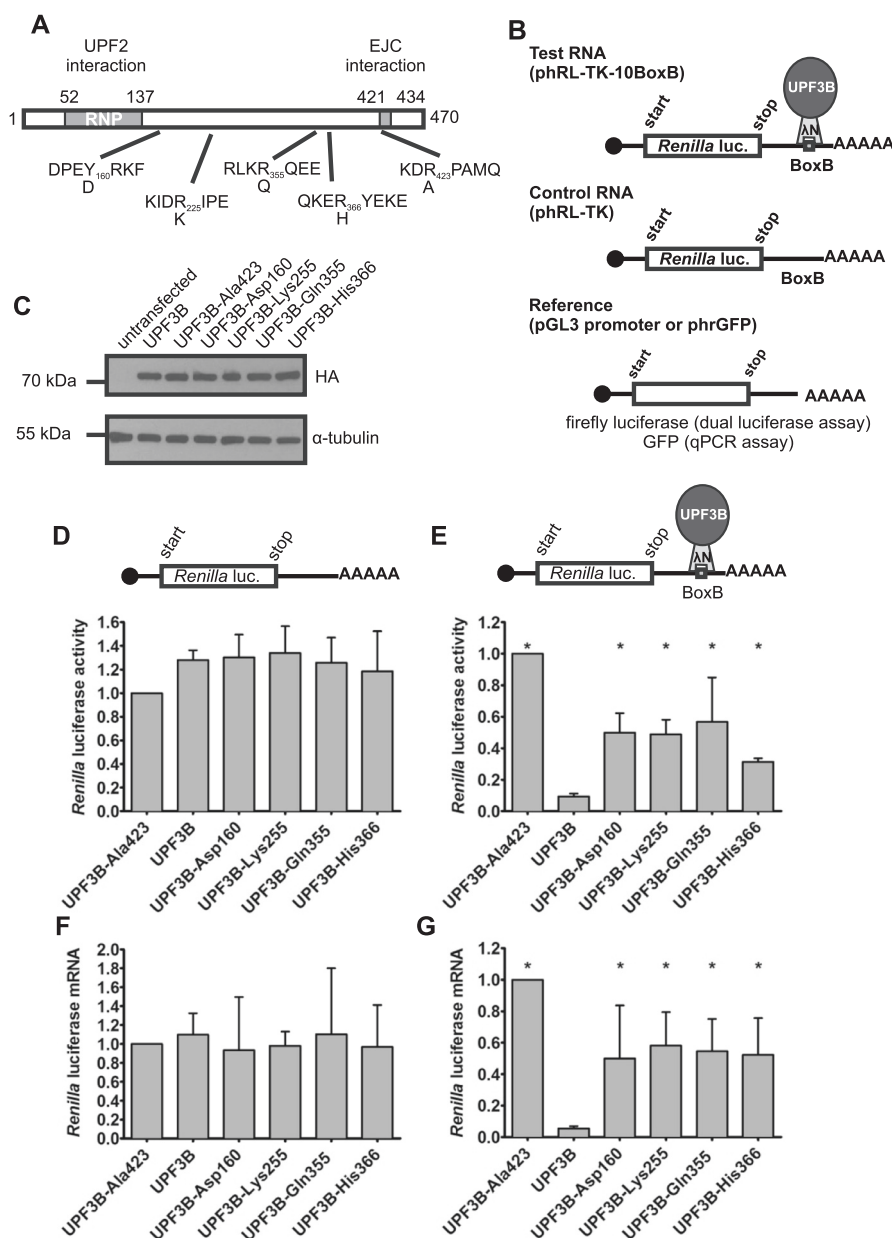 A
UPF2
interaction
EJC
interaction
52
137
421
434
1
RNP
470
DPEY160RKF
D
KIDR225IPE
K
RLKR355QEE
Q
QKER366YEKE
H
KDR423PAMQ
A
B
Test RNA
(phRL-TK-10BoxB)
start
stop
UPF3B
λN
Renilla luc.
AAAAA
BoxB
Control RNA
(phRL-TK)
start
stop
Renilla luc.
AAAAA
BoxB
Reference
(pGL3 promoter or phrGFP)
start
stop
AAAAA
firefly luciferase (dual luciferase assay)
GFP (qPCR assay)
C
untransfected
UPF3B
UPF3B-Ala423
UPF3B-Asp160
UPF3B-Lys255
UPF3B-Gln355
UPF3B-His366
70 kDa
HA
55 kDa
α-tubulin
D
start
stop
Renilla luc.
AAAAA
Renilla luciferase activity
1.6
1.4
1.2
1.0
0.8
0.6
0.4
0.2
0.0
UPF3B-Ala423
UPF3B
UPF3B-Asp160
UPF3B-Lys255
UPF3B-Gln355
UPF3B-His366
E
start
stop
UPF3B
λN
Renilla luc.
AAAAA
BoxB
Renilla luciferase activity
1.2
1.0
0.8
0.6
0.4
0.2
0.0
* * * * *
UPF3B-Ala423
UPF3B
UPF3B-Asp160
UPF3B-Lys255
UPF3B-Gln355
UPF3B-His366
F
Renilla luciferase mRNA
2.0
1.8
1.6
1.4
1.2
1.0
0.8
0.6
0.4
0.2
0.0
UPF3B-Ala423
UPF3B
UPF3B-Asp160
UPF3B-Lys255
UPF3B-Gln355
UPF3B-His366
G
Renilla luciferase mRNA
1.2
1.0
0.8
0.6
0.4
0.2
0.0
* * * * *
UPF3B-Ala423
UPF3B
UPF3B-Asp160
UPF3B-Lys255
UPF3B-Gln355
UPF3B-His366